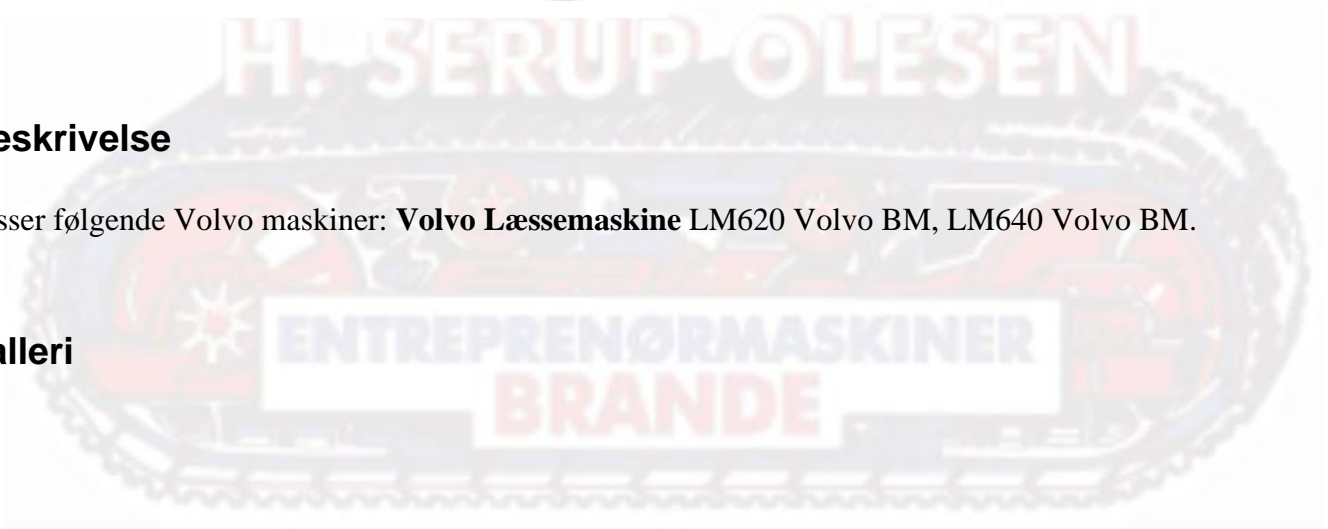 H. SERUP OLESEN
eskrivelse
sser følgende Volvo maskiner: Volvo Læssemaskine LM620 Volvo BM, LM640 Volvo BM.
ENTREPRENØRMASKINER
alleri
BRANDE